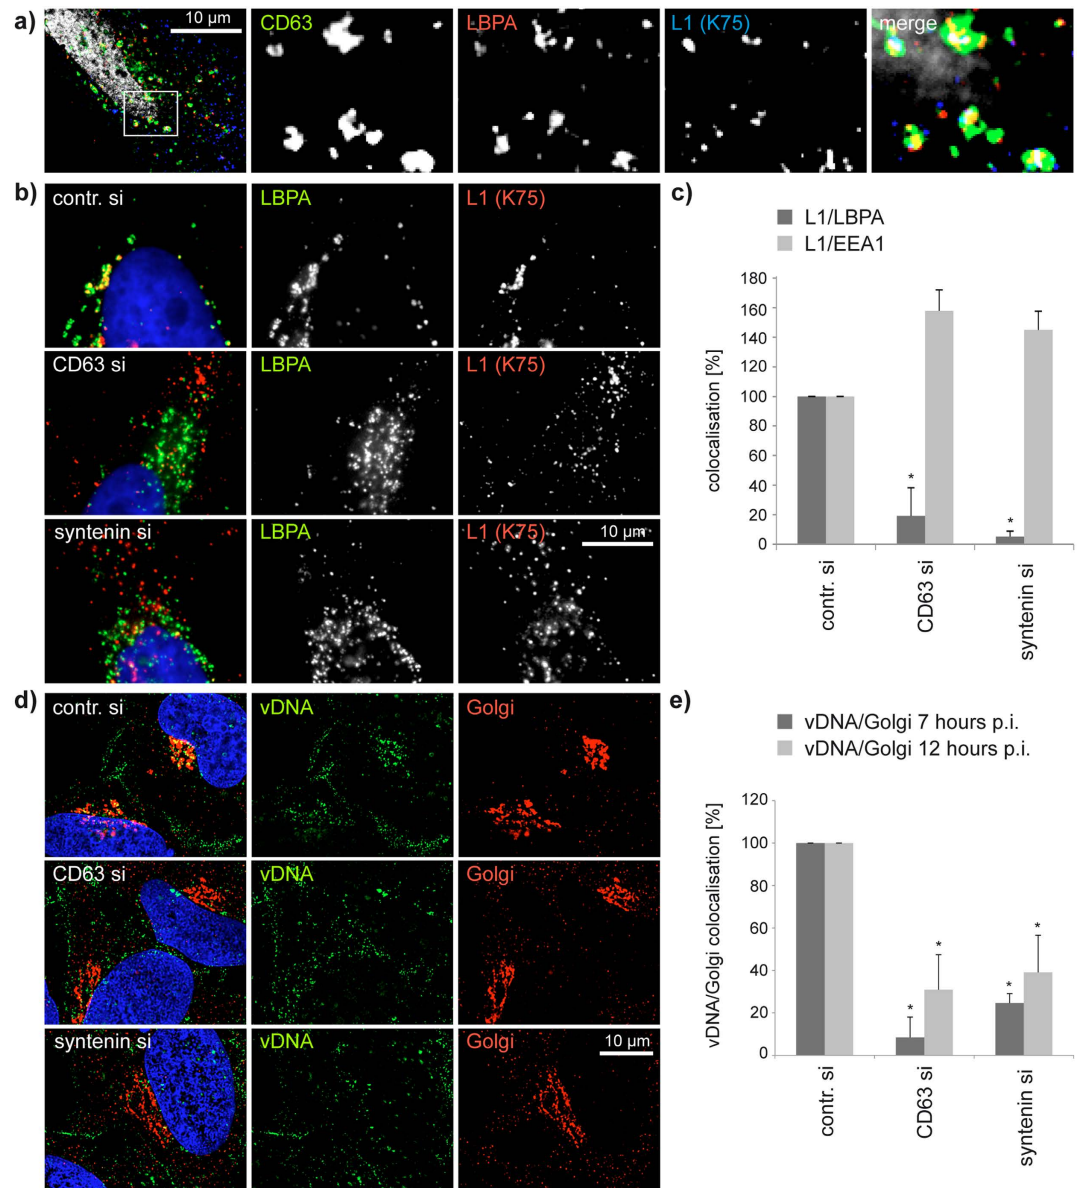 a)
10 µm
CD63
LBPA
L1 (K75)
merge
b)
contr. si
LBPA
L1 (K75)
CD63 si
LBPA
L1 (K75)
syntenin si
LBPA
L1 (K75)
10 µm
c)
L1/LBPA
L1/EEA1
colocalisation [%]
180
160
140
120
100
80
60
40
20
0
*
*
contr. si
CD63 si
syntenin si
d)
contr. si
vDNA
Golgi
CD63 si
vDNA
Golgi
syntenin si
vDNA
Golgi
10 µm
e)
vDNA/Golgi 7 hours p.i.
vDNA/Golgi 12 hours p.i.
vDNA/Golgi colocalisation [%]
120
100
80
60
40
20
0
*
*
*
*
contr. si
CD63 si
syntenin si